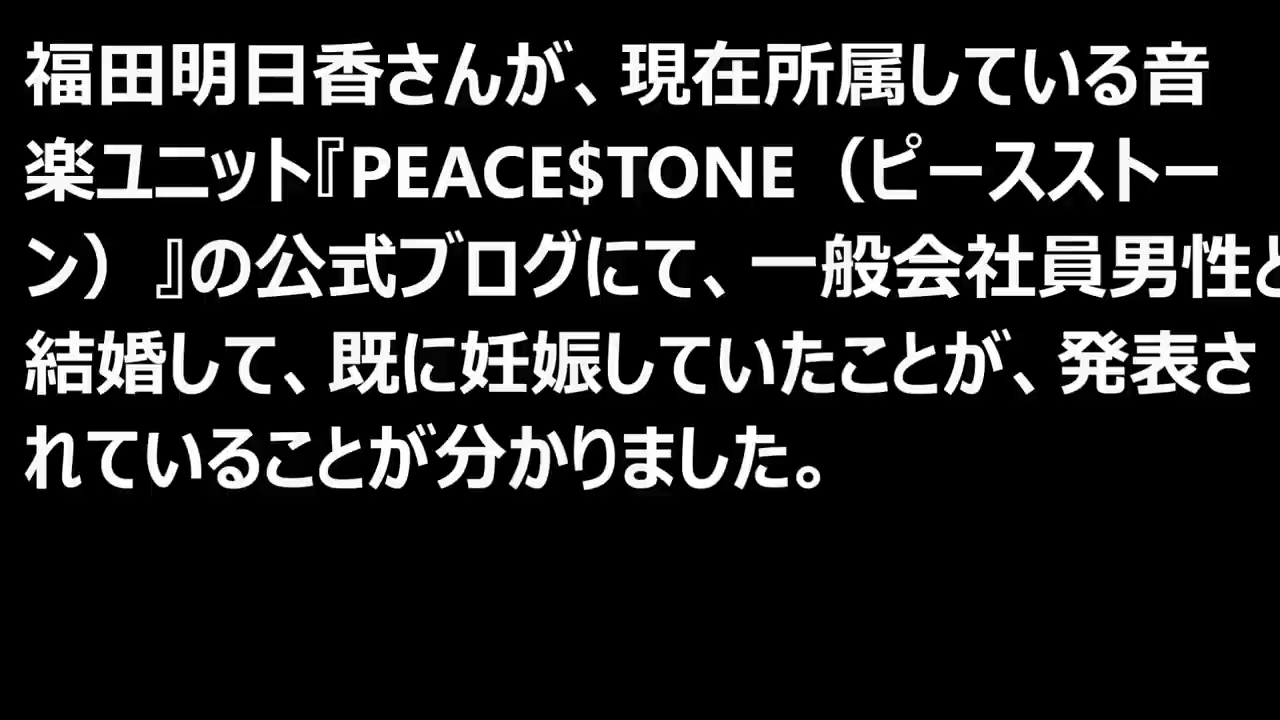 福田明日香さんが、現在所属している音
楽ユニット『PEACE$TONE（ピースストー
ン）』の公式ブログにて、一般会社員男性と
結婚して、既に妊娠していたことが、発表さ
れていることが分かりました。